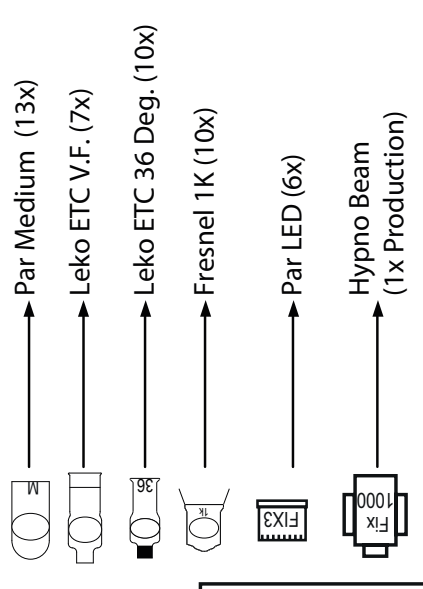 Par Medium (13x)
Leko ETC V.F. (7x)
Leko ETC 36 Deg. (10x)
Fresnel 1K (10x)
Par LED (6x)
Hypno Beam
(1x Production)
M
36
1k
FIX3
Fix
1000